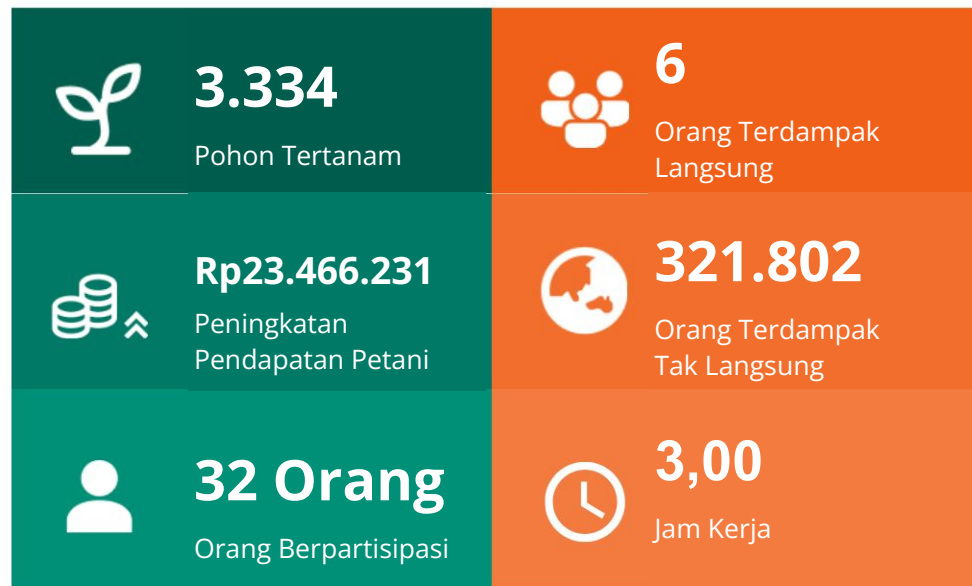 3.334
Pohon Tertanam
6
Orang Terdampak
Langsung
Rp23.466.231
Peningkatan
Pendapatan Petani
321.802
Orang Terdampak
Tak Langsung
32 Orang
Orang Berpartisipasi
3,00
Jam Kerja